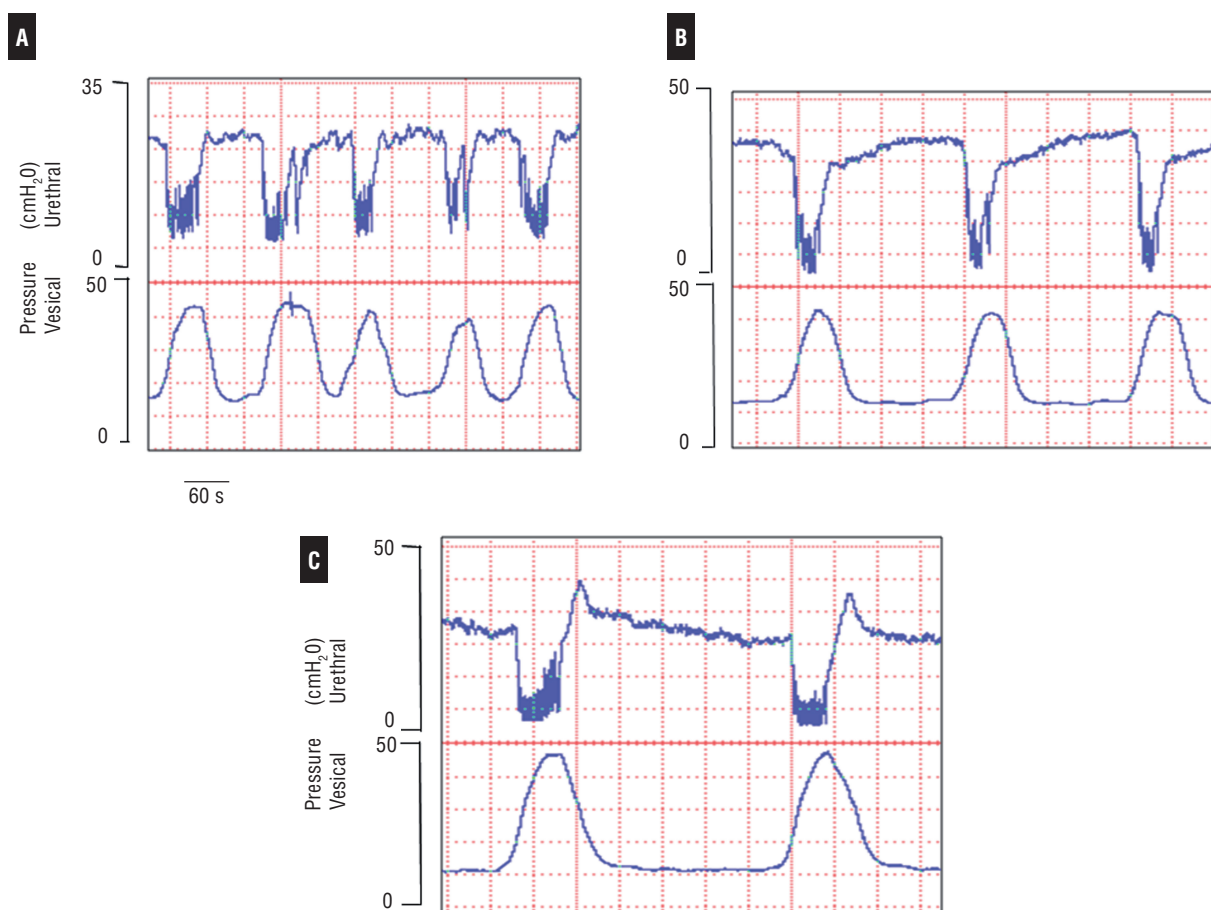 A
35
(cmH₂0)
Urethral
0
Pressure
Vesical
50
0
60 s
B
50
0
50
0
C
50
(cmH₂0)
Urethral
0
Pressure
Vesical
50
0